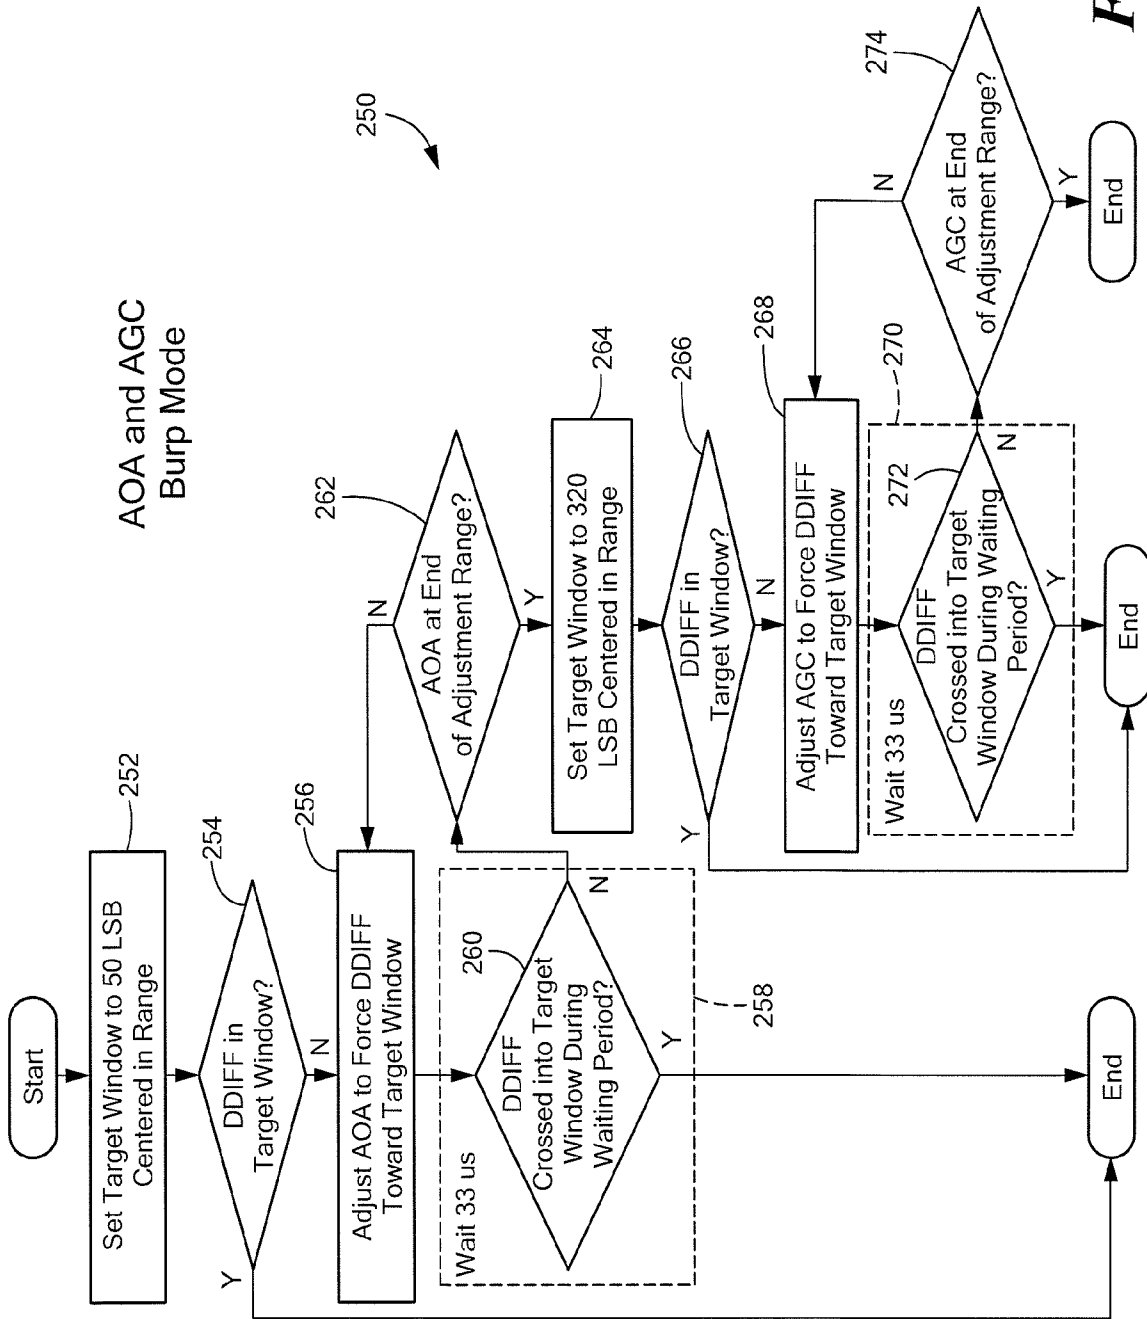 AOA and AGC
Burp Mode
250
Start
Set Target Window to 50 LSB
Centered in Range
252
DDIFF in
Target Window?
254
Y
N
Adjust AOA to Force DDIFF
Toward Target Window
256
Wait 33 us
DDIFF
Crossed into Target
Window During
Waiting Period?
260
258
N
Y
End
AOA at End
of Adjustment Range?
262
N
Y
Set Target Window to 320
LSB Centered in Range
264
DDIFF in
Target Window?
266
Y
N
Adjust AGC to Force DDIFF
Toward Target Window
268
Wait 33 us
DDIFF
Crossed into Target
Window During Waiting
Period?
272
270
N
Y
End
AGC at End
of Adjustment Range?
274
N
Y
End